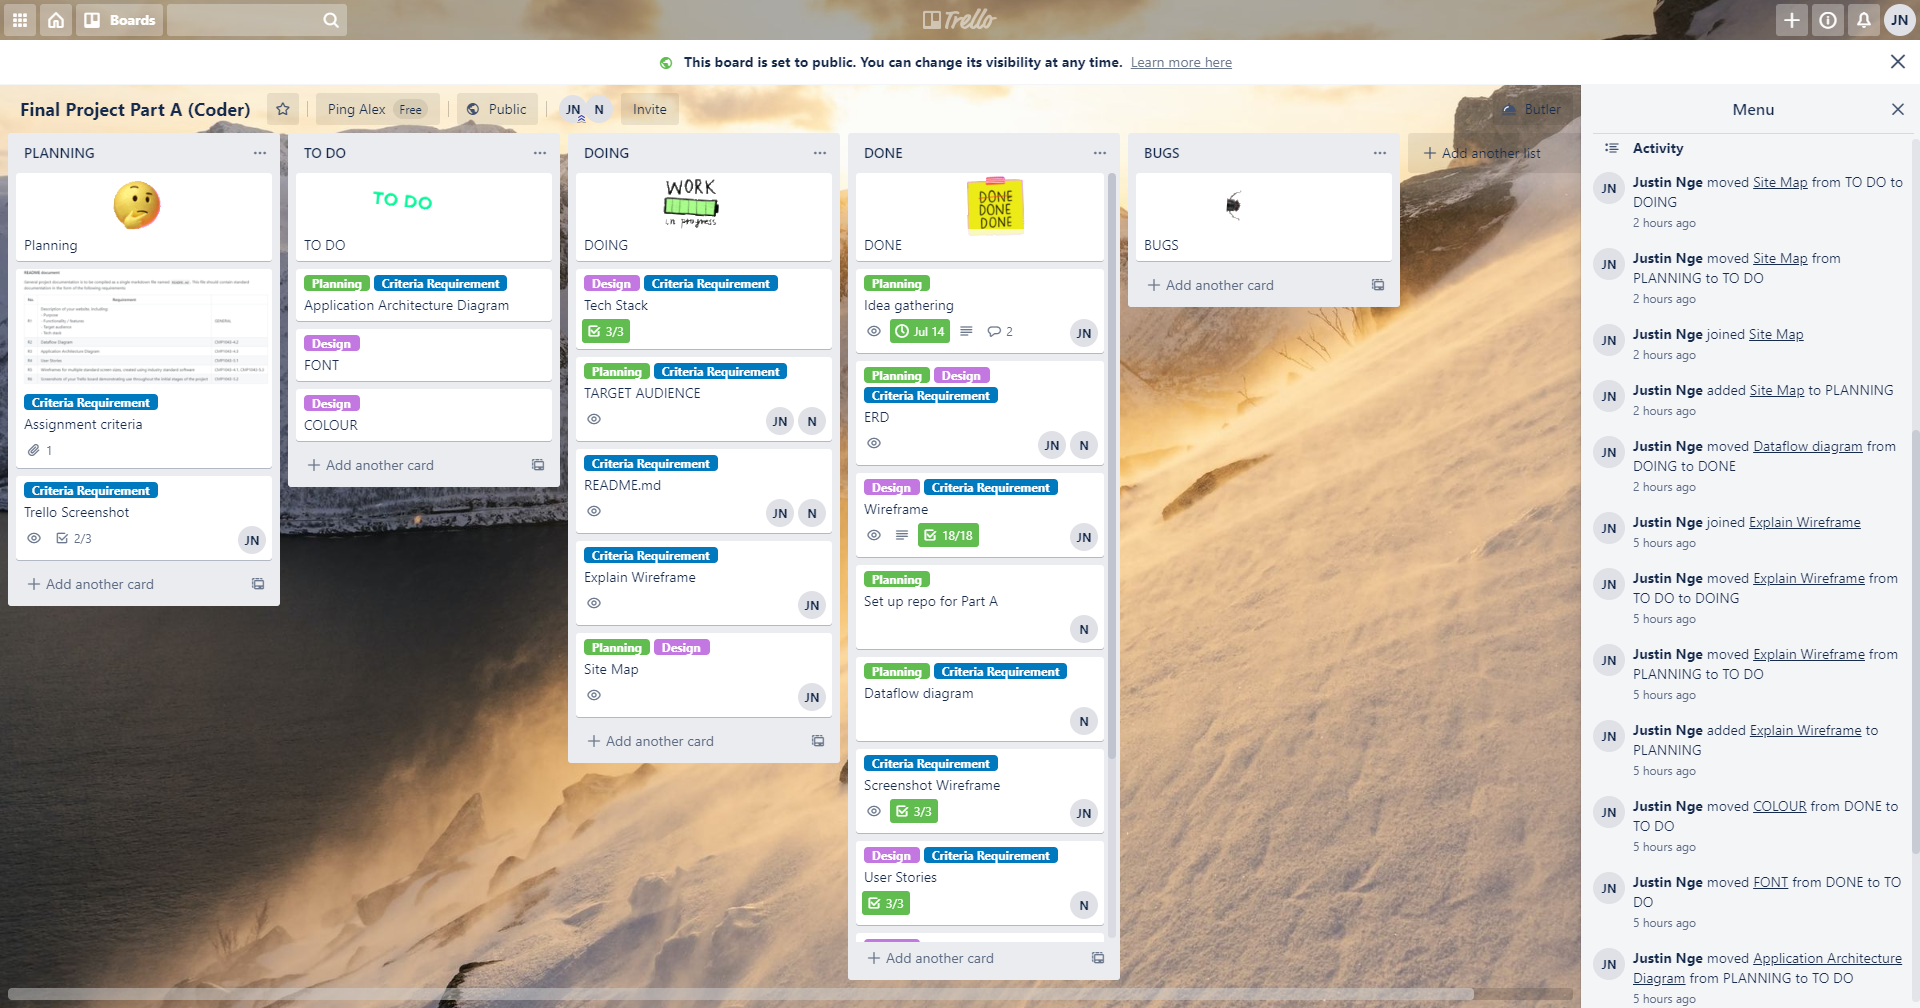 Boards
Trello
JN
This board is set to public. You can change its visibility at any time. Learn more here
Final Project Part A (Coder)
Ping Alex Free
Public
JN N
Invite
Butler
PLANNING
Planning
README document
Criteria Requirement
Assignment criteria
1
Criteria Requirement
Trello Screenshot
2/3
JN
Add another card
TO DO
TO DO
TO DO
Planning Criteria Requirement
Application Architecture Diagram
Design
FONT
Design
COLOUR
Add another card
DOING
WORK
in progress
DOING
Design Criteria Requirement
Tech Stack
3/3
Planning Criteria Requirement
TARGET AUDIENCE
JN N
Criteria Requirement
README.md
JN N
Criteria Requirement
Explain Wireframe
JN
Planning Design
Site Map
JN
Add another card
DONE
DONE
DONE
DONE
DONE
Planning
Idea gathering
Jul 14 2
JN
Planning Design
Criteria Requirement
ERD
JN N
Design Criteria Requirement
Wireframe
18/18
JN
Planning
Set up repo for Part A
N
Planning Criteria Requirement
Dataflow diagram
N
Criteria Requirement
Screenshot Wireframe
3/3
JN
Design Criteria Requirement
User Stories
3/3
N
Add another card
BUGS
BUGS
Add another card
Add another list
Menu
Activity
JN
Justin Nge moved Site Map from TO DO to
DOING
2 hours ago
JN
Justin Nge moved Site Map from
PLANNING to TO DO
2 hours ago
JN
Justin Nge joined Site Map
2 hours ago
JN
Justin Nge added Site Map to PLANNING
2 hours ago
JN
Justin Nge moved Dataflow diagram from
DOING to DONE
2 hours ago
JN
Justin Nge joined Explain Wireframe
5 hours ago
JN
Justin Nge moved Explain Wireframe from
TO DO to DOING
5 hours ago
JN
Justin Nge moved Explain Wireframe from
PLANNING to TO DO
5 hours ago
JN
Justin Nge added Explain Wireframe to
PLANNING
5 hours ago
JN
Justin Nge moved COLOUR from DONE to
TO DO
5 hours ago
JN
Justin Nge moved FONT from DONE to TO
DO
5 hours ago
JN
Justin Nge moved Application Architecture
Diagram from PLANNING to TO DO
5 hours ago